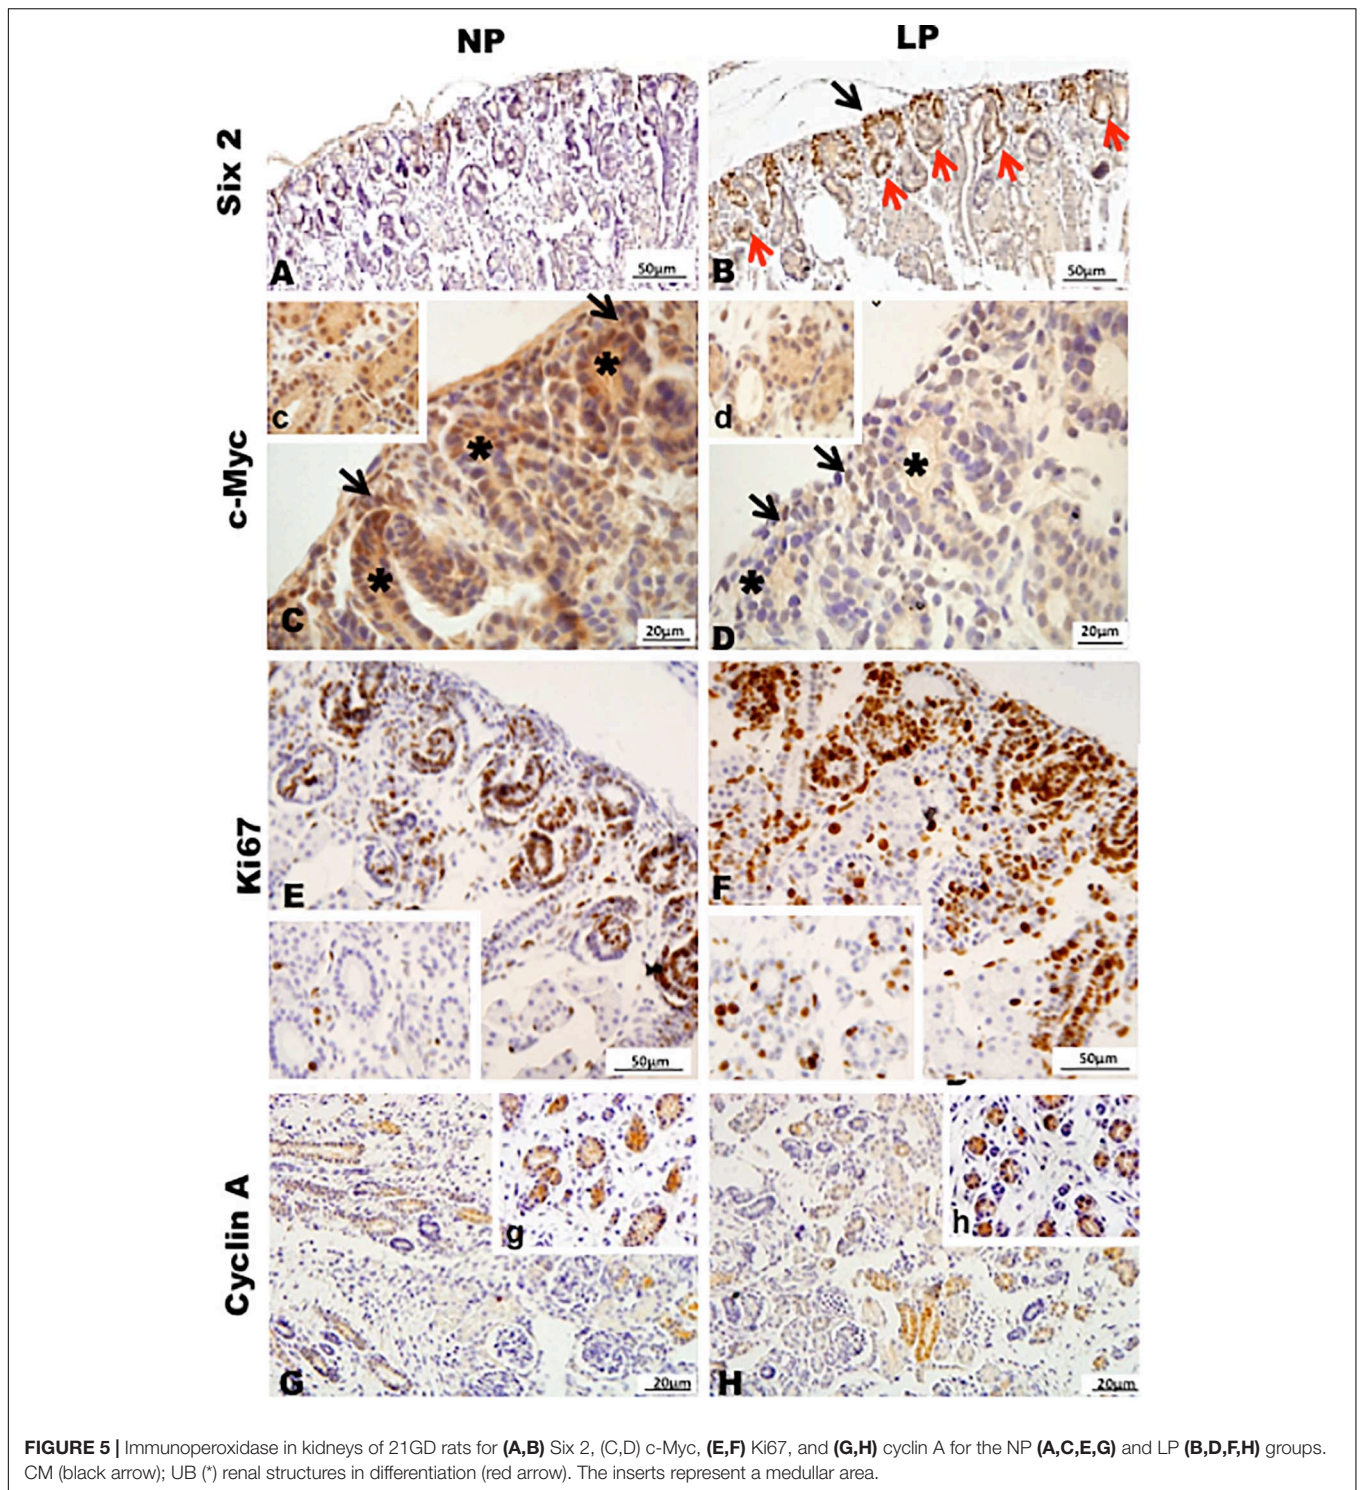 NP
LP
Six 2
A
50µm
B
50µm
c-Myc
c
*
*
*
C
20µm
d
*
*
D
20µm
Ki67
E
50µm
F
50µm
Cyclin A
g
G
20µm
h
H
20µm
FIGURE 5 | Immunoperoxidase in kidneys of 21GD rats for (A,B) Six 2, (C,D) c-Myc, (E,F) Ki67, and (G,H) cyclin A for the NP (A,C,E,G) and LP (B,D,F,H) groups.
CM (black arrow); UB (*) renal structures in differentiation (red arrow). The inserts represent a medullar area.